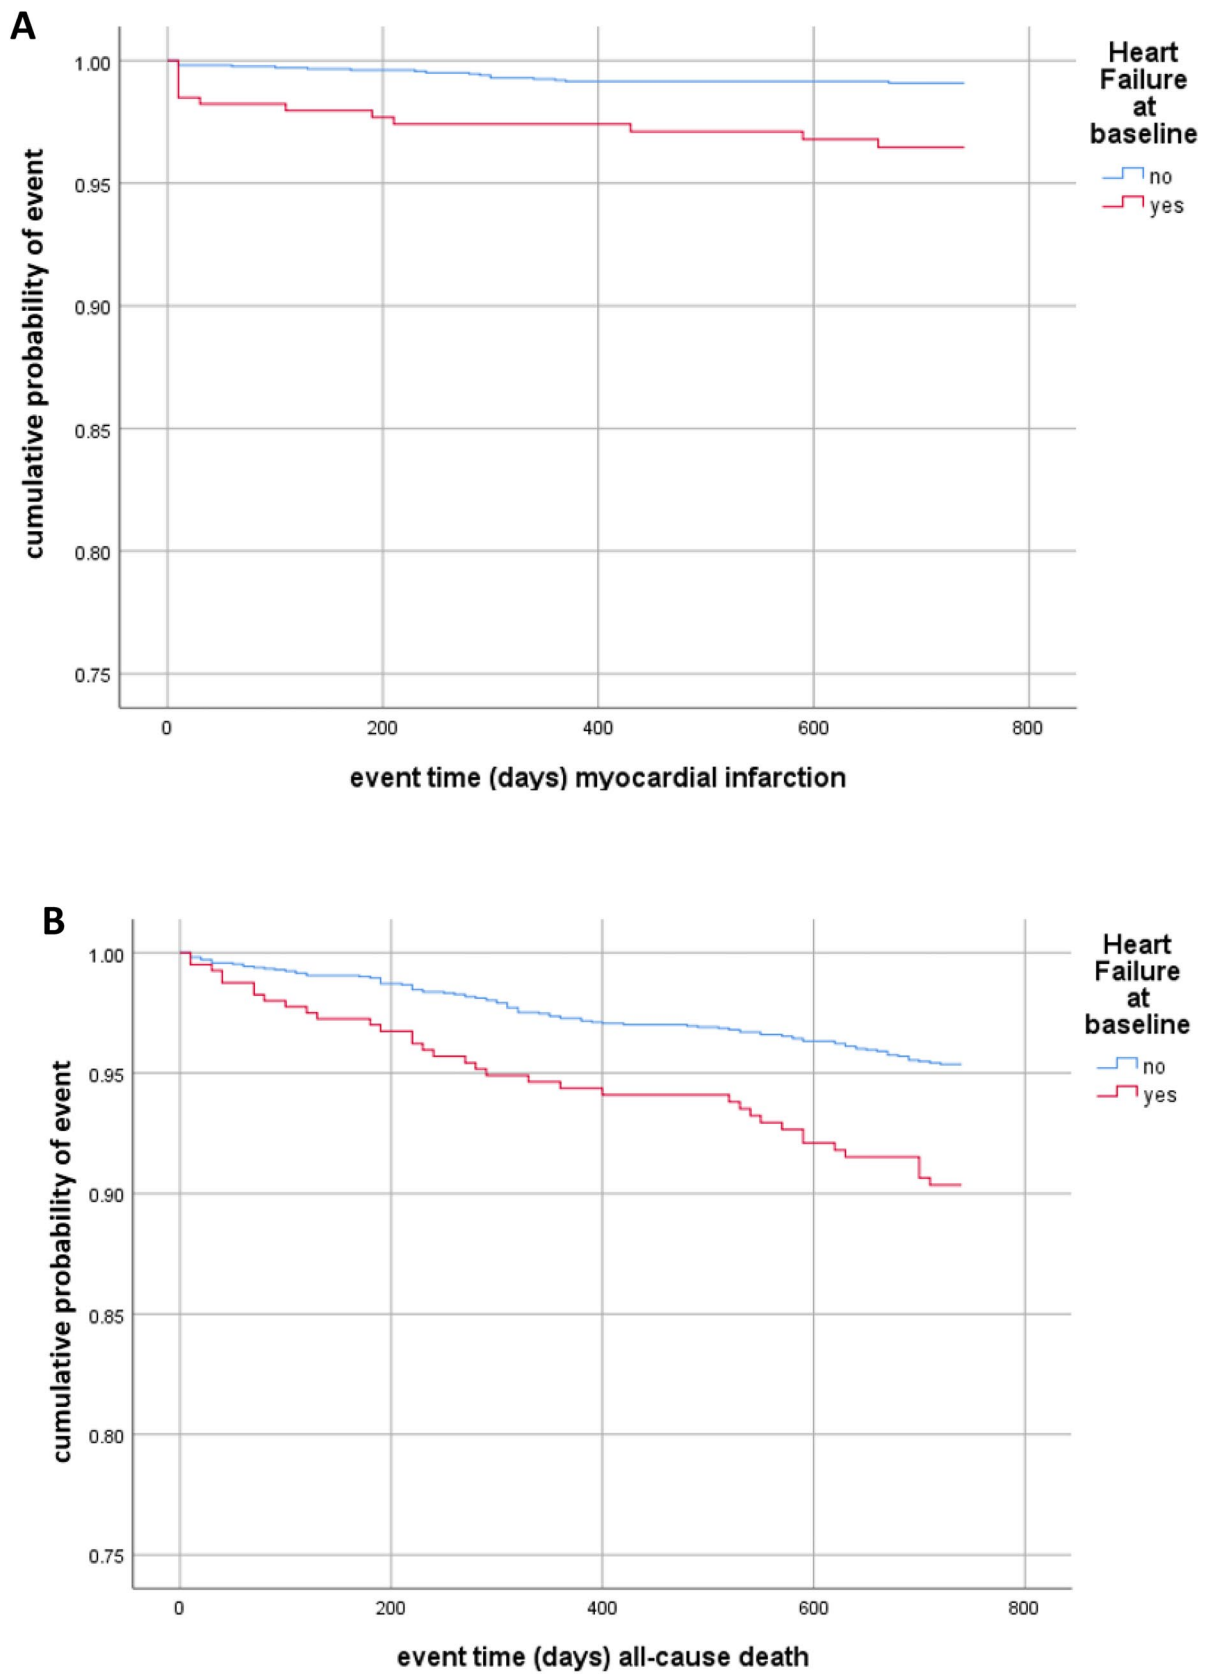 A
Heart
Failure
at
baseline
no
yes
cumulative probability of event
1.00
0.95
0.90
0.85
0.80
0.75
0 200 400 600 800
event time (days) myocardial infarction
B
Heart
Failure
at
baseline
no
yes
cumulative probability of event
1.00
0.95
0.90
0.85
0.80
0.75
0 200 400 600 800
event time (days) all-cause death